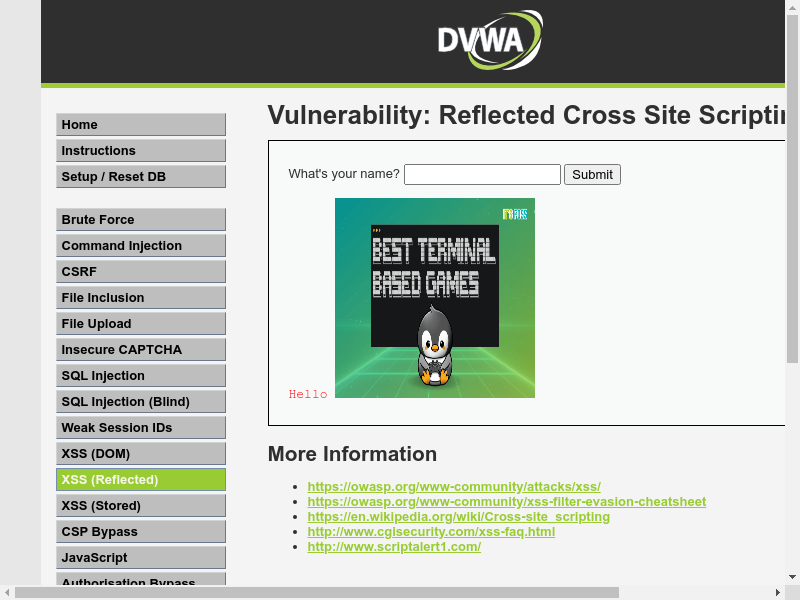 DVWA
Home
Instructions
Setup / Reset DB
Brute Force
Command Injection
CSRF
File Inclusion
File Upload
Insecure CAPTCHA
SQL Injection
SQL Injection (Blind)
Weak Session IDs
XSS (DOM)
XSS (Reflected)
XSS (Stored)
CSP Bypass
JavaScript
Authorisation Bypass
Vulnerability: Reflected Cross Site Scriptin
What's your name? Submit
BEST TERMINAL
BASED GAMES
Hello
More Information
https://owasp.org/www-community/attacks/xss/
https://owasp.org/www-community/xss-filter-evasion-cheatsheet
https://en.wikipedia.org/wiki/Cross-site_scripting
http://www.cgisecurity.com/xss-faq.html
http://www.scriptalert1.com/